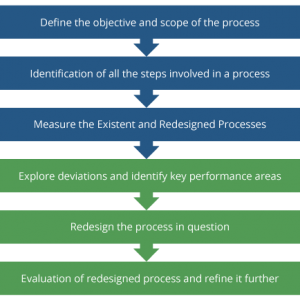 Define the objective and scope of the process
Identification of all the steps involved in a process
Measure the Existent and Redesigned Processes
Explore deviations and identify key performance areas
Redesign the process in question
Evaluation of redesigned process and refine it further